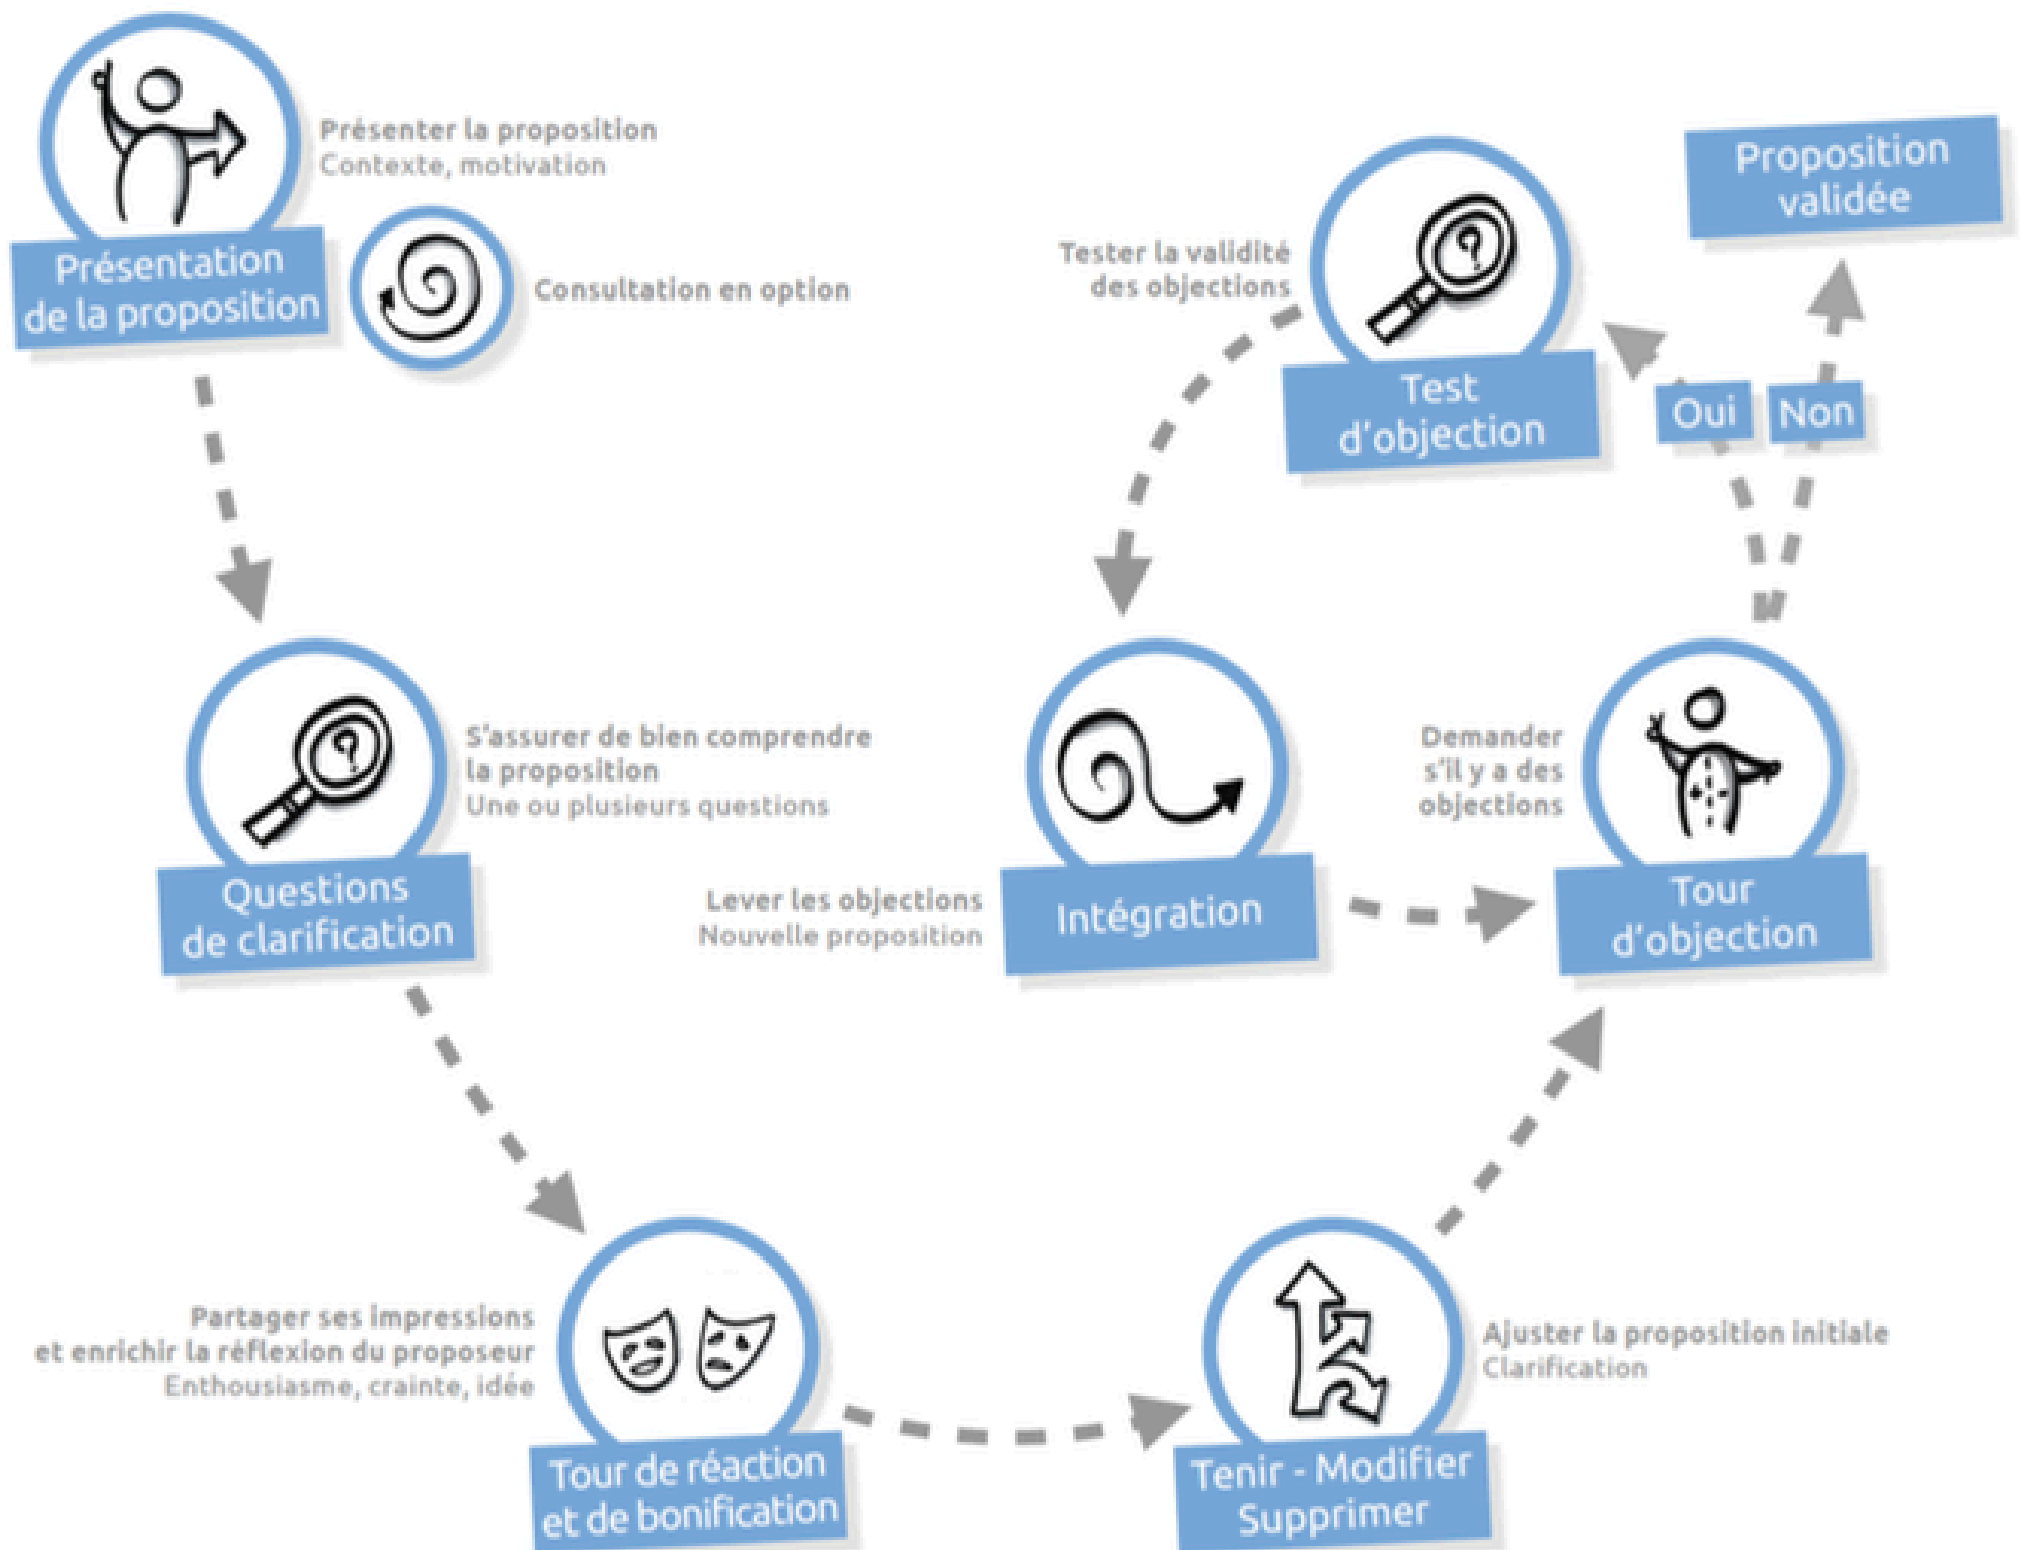 Présenter la proposition
Contexte, motivation
Présentation
de la proposition
Consultation en option
S'assurer de bien comprendre
la proposition
Une ou plusieurs questions
Questions
de clarification
Partager ses impressions
et enrichir la réflexion du proposeur
Enthousiasme, crainte, idée
Tour de réaction
et de bonification
Ajuster la proposition initiale
Clarification
Tenir - Modifier
Supprimer
Demander
s'il y a des
objections
Tour
d'objection
Oui
Non
Proposition
validée
Tester la validité
des objections
Test
d'objection
Lever les objections
Nouvelle proposition
Intégration